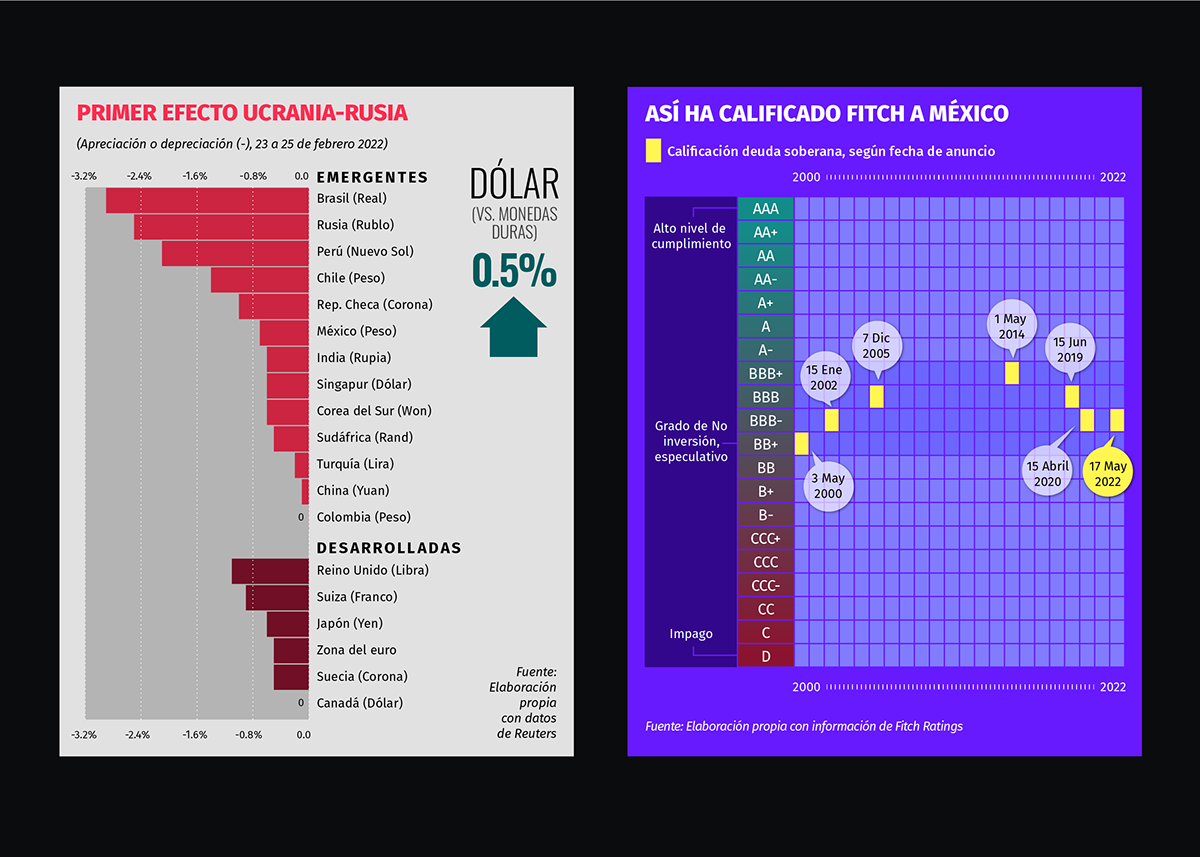 PRIMER EFECTO UCRANIA-RUSIA
(Apreciación o depreciación (-), 23 a 25 de febrero 2022)
-3.2% -2.4% -1.6% -0.8% 0.0
EMERGENTES
Brasil (Real)
Rusia (Rublo)
Perú (Nuevo Sol)
Chile (Peso)
Rep. Checa (Corona)
México (Peso)
India (Rupia)
Singapur (Dólar)
Corea del Sur (Won)
Sudáfrica (Rand)
Turquía (Lira)
China (Yuan)
0 Colombia (Peso)
DESARROLLADAS
Reino Unido (Libra)
Suiza (Franco)
Japón (Yen)
Zona del euro
Suecia (Corona)
0 Canadá (Dólar)
-3.2% -2.4% -1.6% -0.8% 0.0
DÓLAR
(VS. MONEDAS
DURAS)
0.5%
Fuente:
Elaboración
propia
con datos
de Reuters
ASÍ HA CALIFICADO FITCH A MÉXICO
Calificación deuda soberana, según fecha de anuncio
2000 2022
Alto nivel de
cumplimiento
Grado de No
inversión,
especulativo
Impago
AAA
AA+
AA
AA-
A+
A
A-
BBB+
BBB
BBB-
BB+
BB
B+
B-
CCC+
CCC
CCC-
CC
C
D
3 May
2000
15 Ene
2002
7 Dic
2005
1 May
2014
15 Jun
2019
15 Abril
2020
17 May
2022
2000 2022
Fuente: Elaboración propia con información de Fitch Ratings